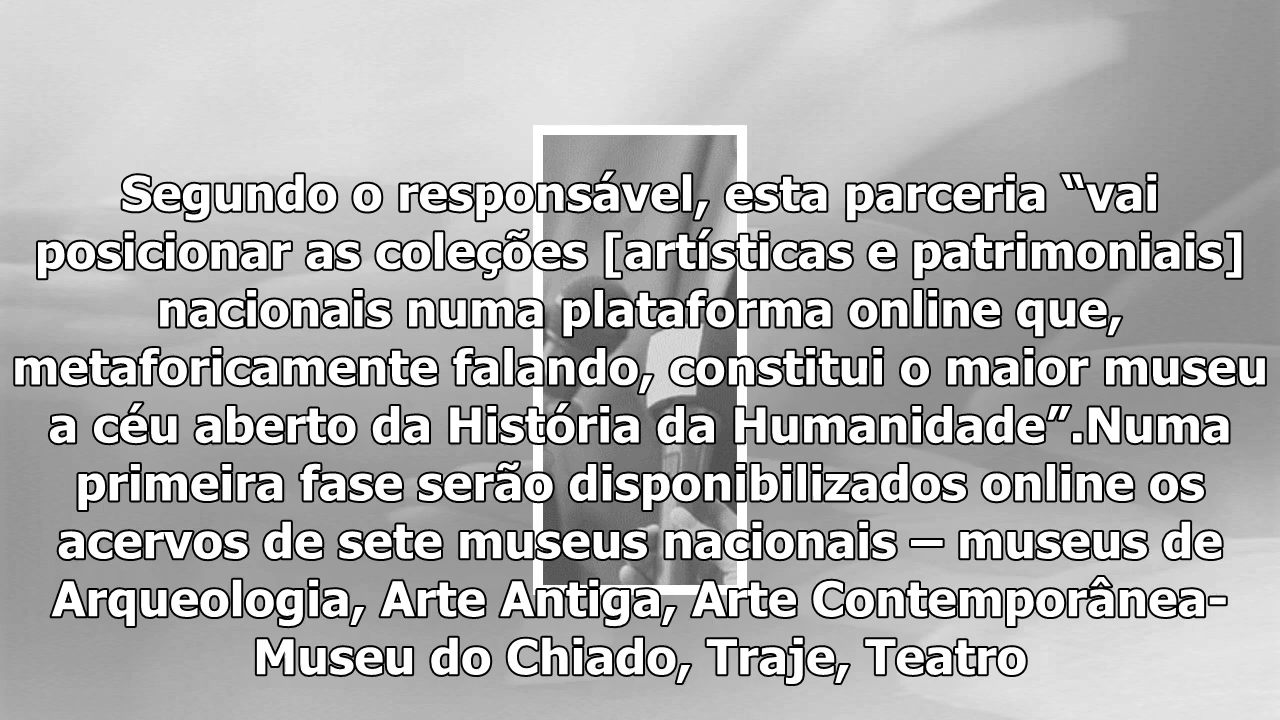 Segundo o responsável, esta parceria “vai
posicionar as coleções [artísticas e patrimoniais]
nacionais numa plataforma online que,
metaforicamente falando, constitui o maior museu
a céu aberto da História da Humanidade”.Numa
primeira fase serão disponibilizados online os
acervos de sete museus nacionais – museus de
Arqueologia, Arte Antiga, Arte Contemporânea-
Museu do Chiado, Traje, Teatro